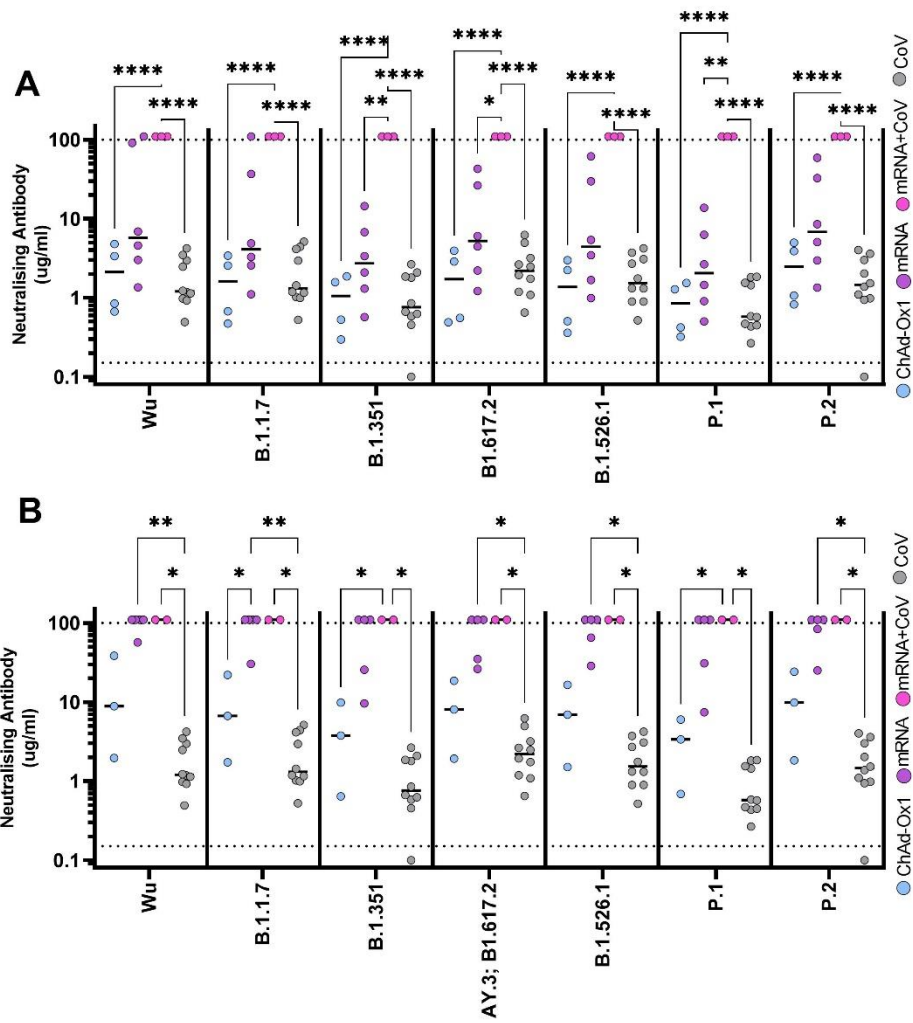 A
Neutralising Antibody
(ug/ml)
100
10
1
0.1
****
****
****
****
****
****
**
****
****
*
****
****
****
**
****
****
****
Wu
B.1.1.7
B.1.351
B1.617.2
B.1.526.1
P.1
P.2
ChAd-Ox1
mRNA
mRNA+CoV
CoV
B
Neutralising Antibody
(ug/ml)
100
10
1
0.1
**
*
**
*
*
*
*
*
*
*
*
*
*
*
*
Wu
B.1.1.7
B.1.351
AY.3; B1.617.2
B.1.526.1
P.1
P.2
ChAd-Ox1
mRNA
mRNA+CoV
CoV